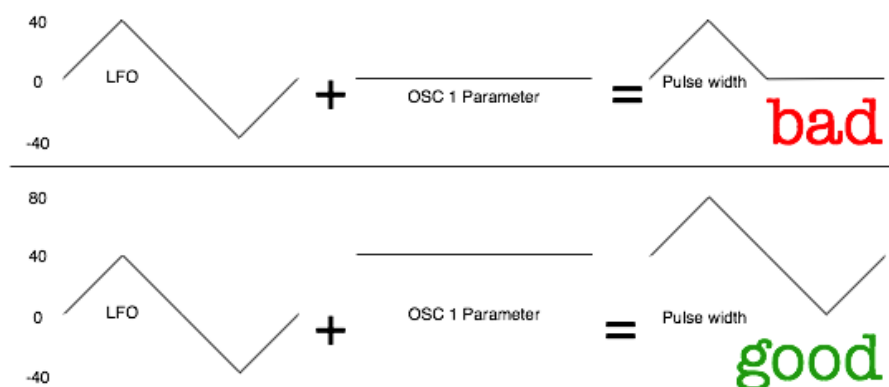 40
LFO
0
-40
+
OSC 1 Parameter
=
Pulse width
bad
80
40
LFO
0
-40
+
OSC 1 Parameter
=
Pulse width
good